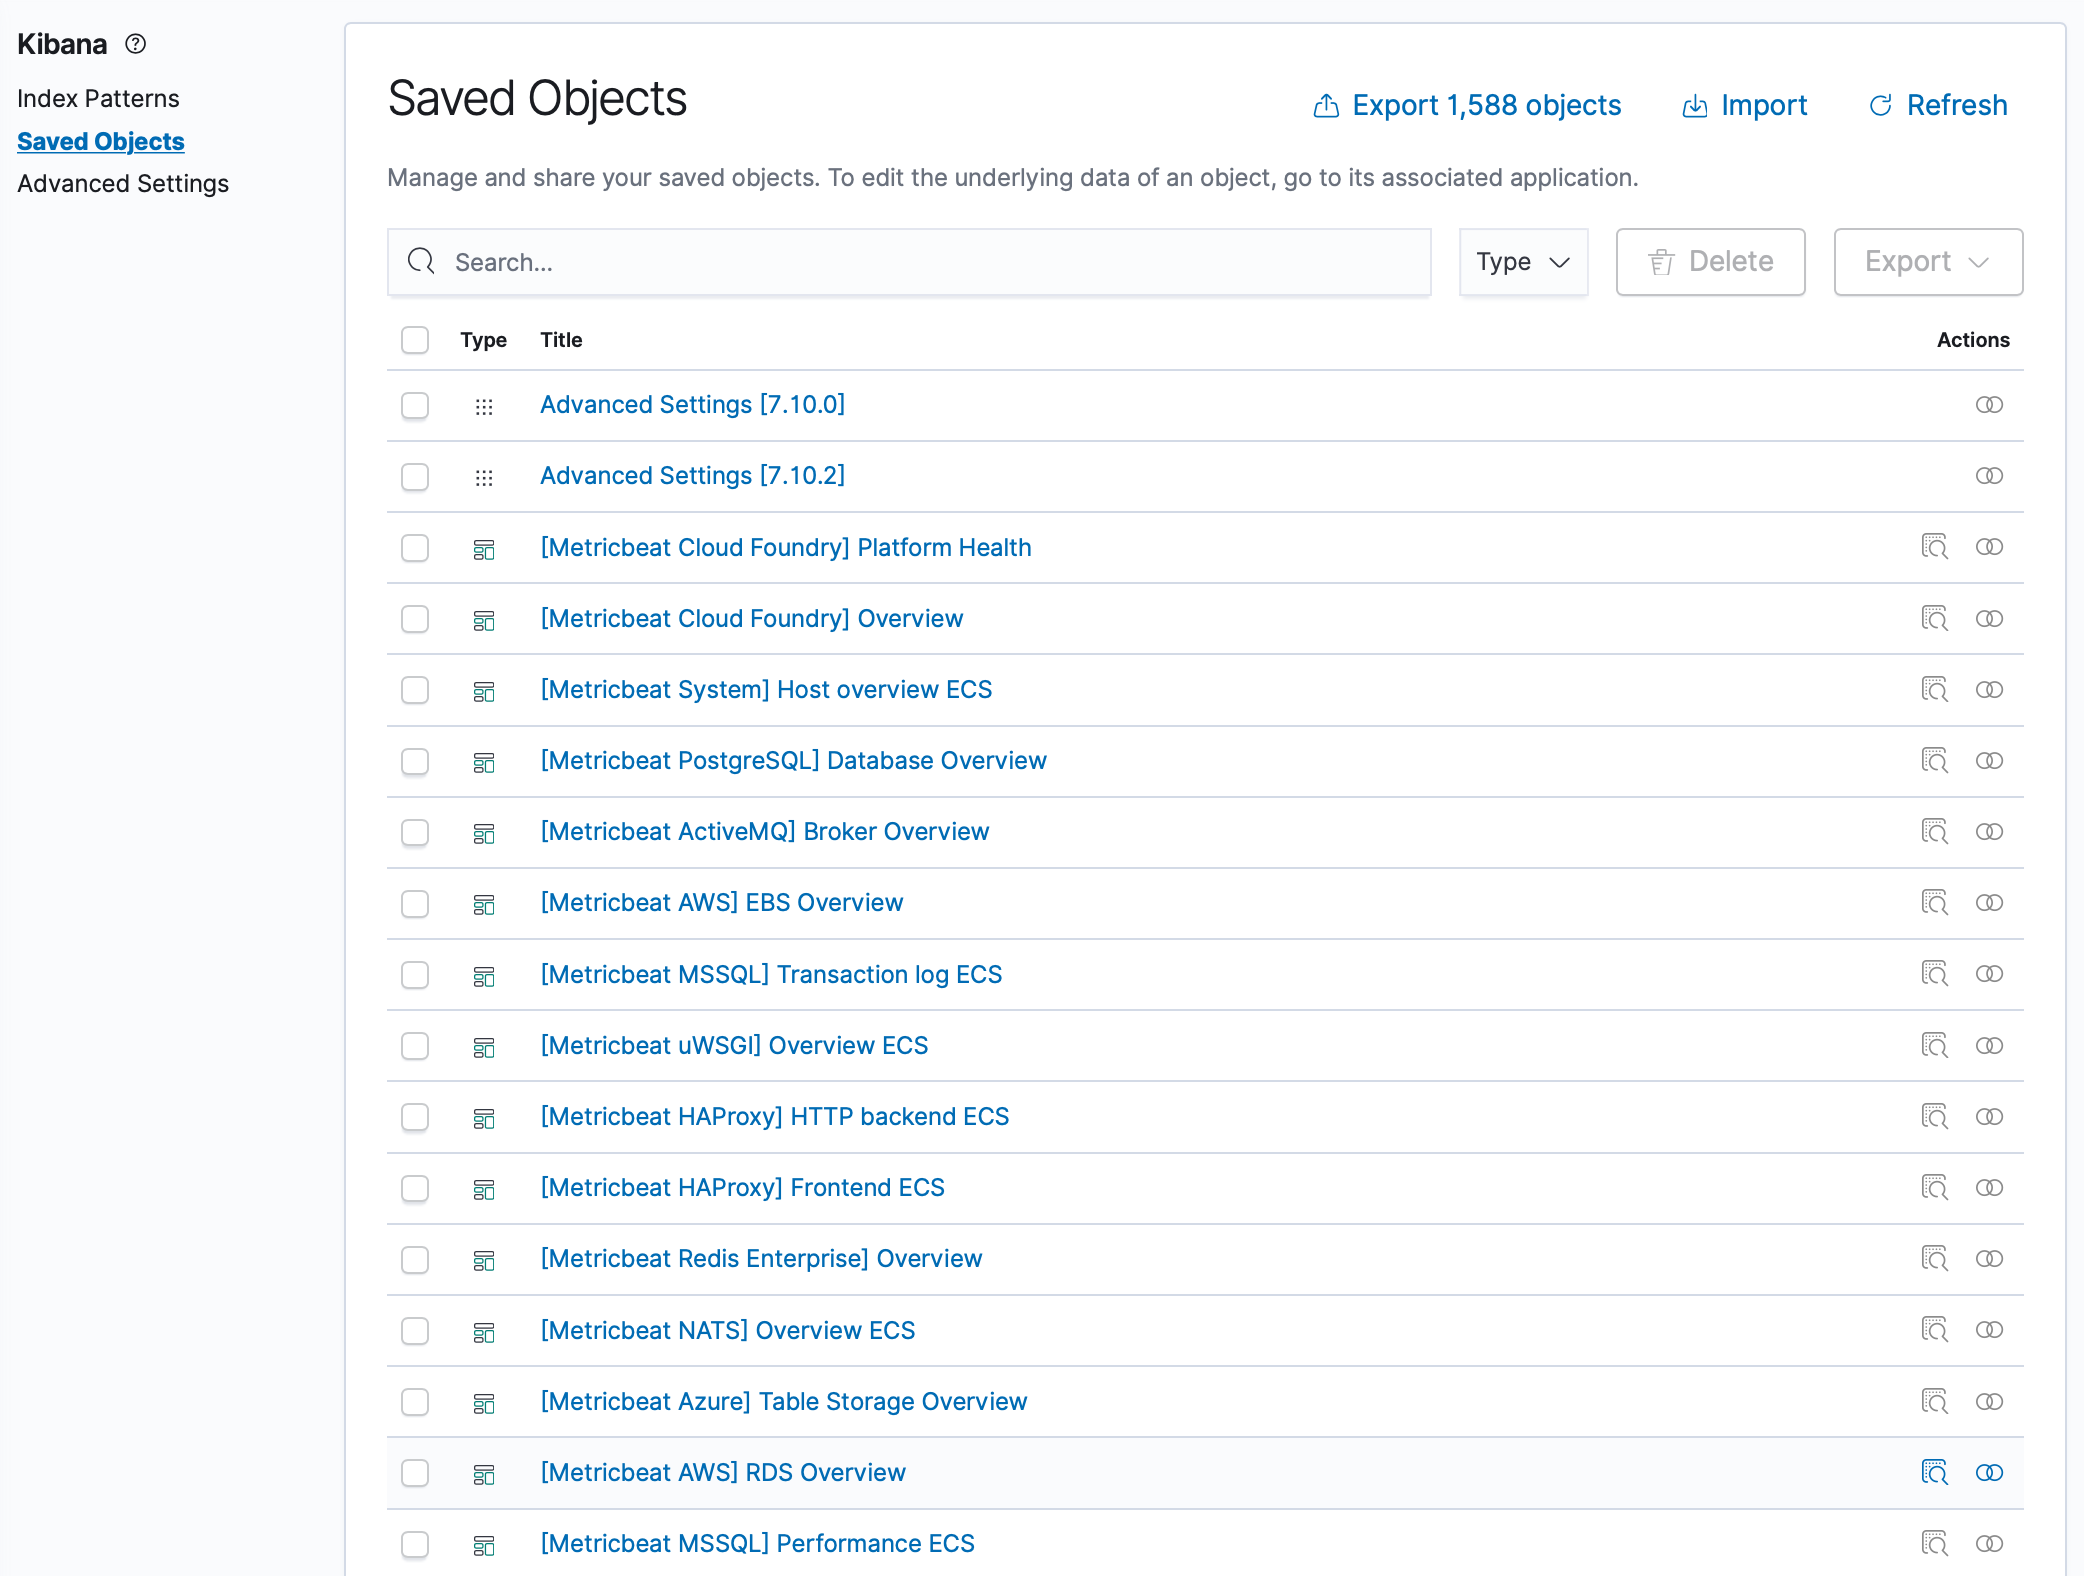 Kibana
Index Patterns
Saved Objects
Advanced Settings
Saved Objects
Export 1,588 objects
Import
Refresh
Manage and share your saved objects. To edit the underlying data of an object, go to its associated application.
Search...
Type
Delete
Export
Type Title Actions
Advanced Settings [7.10.0]
Advanced Settings [7.10.2]
[Metricbeat Cloud Foundry] Platform Health
[Metricbeat Cloud Foundry] Overview
[Metricbeat System] Host overview ECS
[Metricbeat PostgreSQL] Database Overview
[Metricbeat ActiveMQ] Broker Overview
[Metricbeat AWS] EBS Overview
[Metricbeat MSSQL] Transaction log ECS
[Metricbeat uWSGI] Overview ECS
[Metricbeat HAProxy] HTTP backend ECS
[Metricbeat HAProxy] Frontend ECS
[Metricbeat Redis Enterprise] Overview
[Metricbeat NATS] Overview ECS
[Metricbeat Azure] Table Storage Overview
[Metricbeat AWS] RDS Overview
[Metricbeat MSSQL] Performance ECS